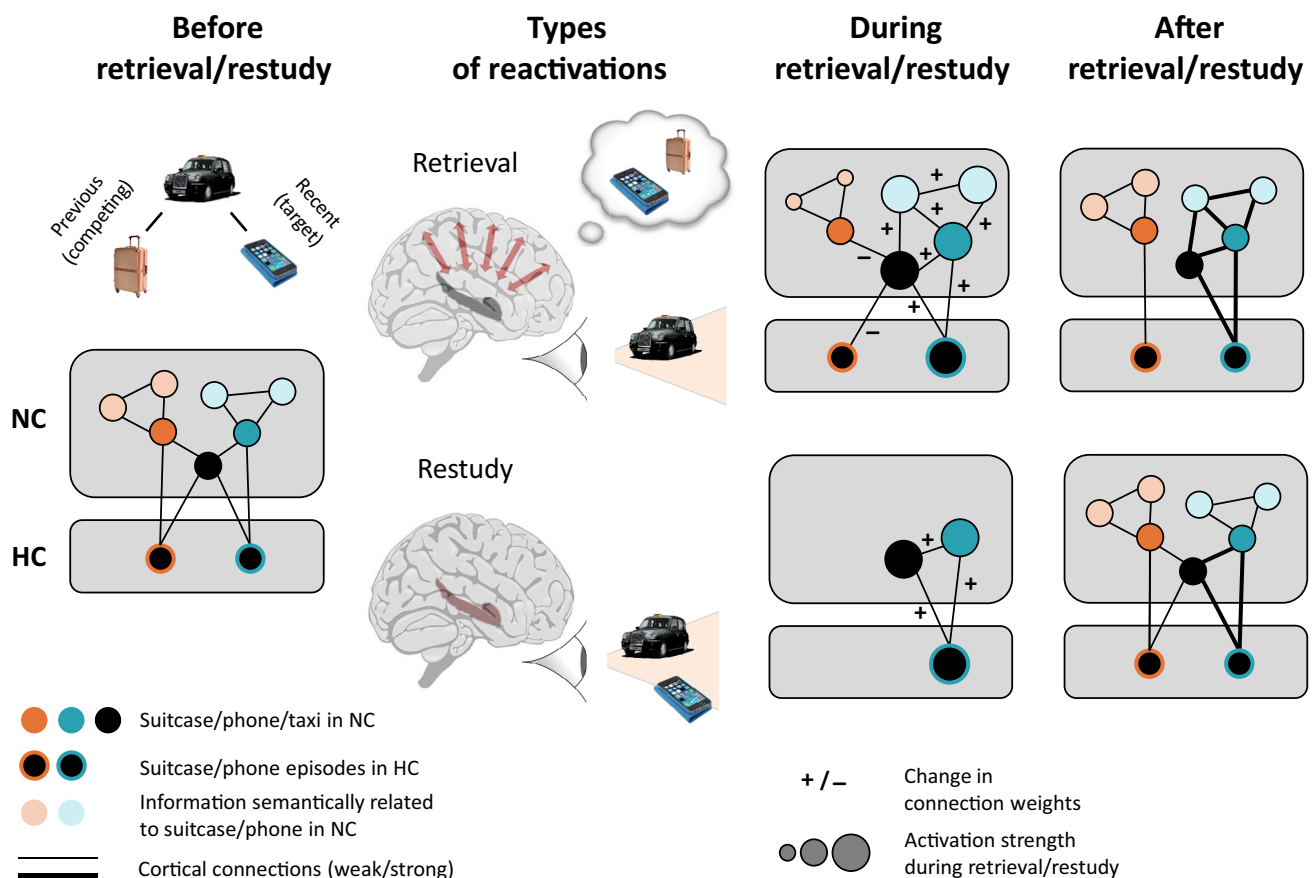 Before
retrieval/restudy
Types
of reactivations
During
retrieval/restudy
After
retrieval/restudy
Previous
(competing)
Recent
(target)
Retrieval
NC
HC
Restudy
+
+
+
+
+
–
+
–
+
+
+
+
+
Suitcase/phone/taxi in NC
Suitcase/phone episodes in HC
Information semantically related
to suitcase/phone in NC
Cortical connections (weak/strong)
+/–
Change in
connection weights
Activation strength
during retrieval/restudy